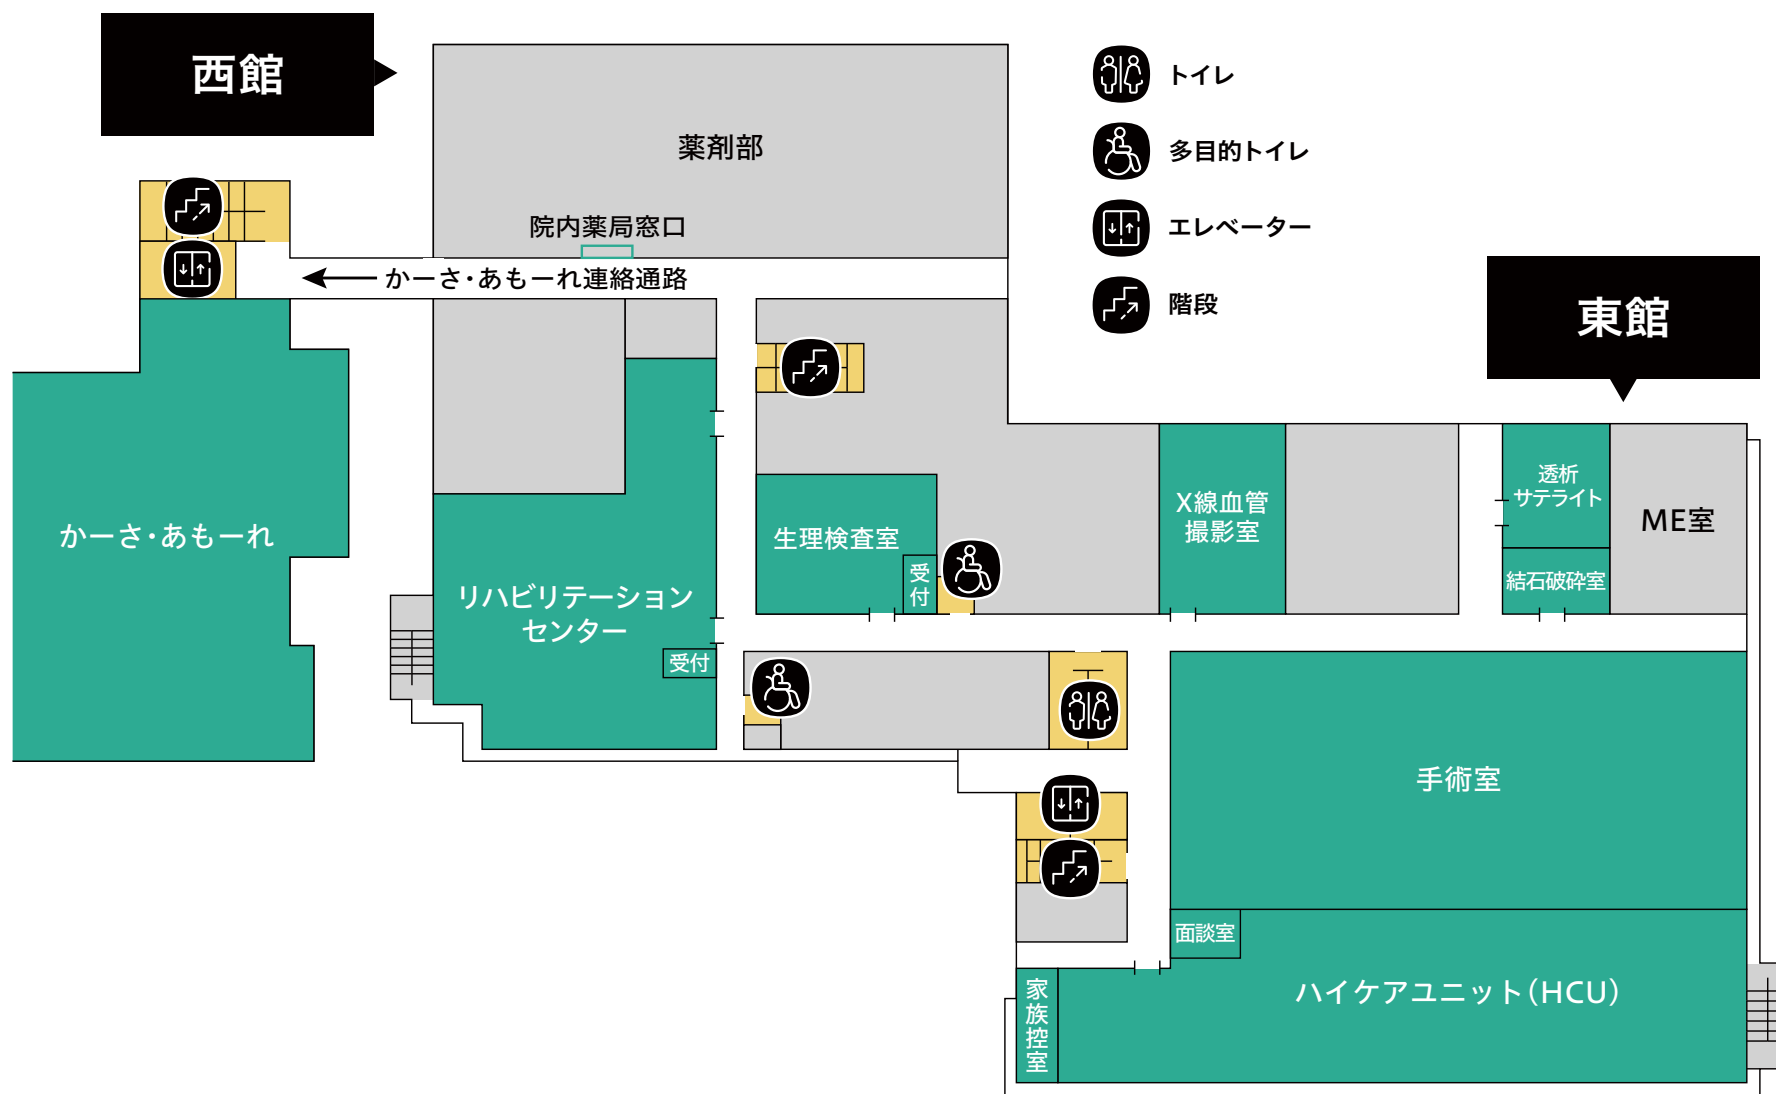 西館
トイレ
多目的トイレ
エレベーター
階段
東館
薬剤部
院内薬局窓口
かーさ・あもーれ連絡通路
かーさ・あもーれ
リハビリテーション
センター
受付
生理検査室
受
付
X線血管
撮影室
透析
サテライト
結石破砕室
ME室
手術室
面談室
ハイケアユニット（HCU）
家
族
控
室